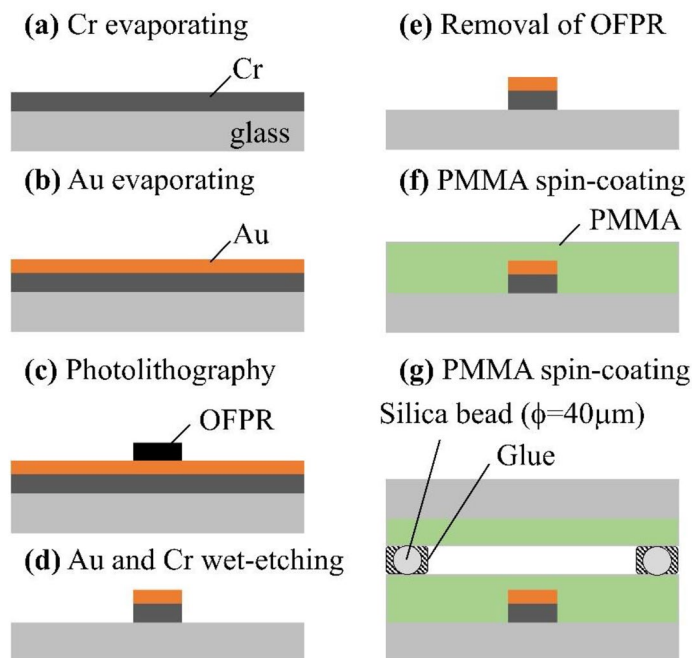 (a) Cr evaporating
Cr
glass
(b) Au evaporating
Au
(c) Photolithography
OFPR
(d) Au and Cr wet-etching
(e) Removal of OFPR
(f) PMMA spin-coating
PMMA
(g) PMMA spin-coating
Silica bead (ϕ=40μm)
Glue